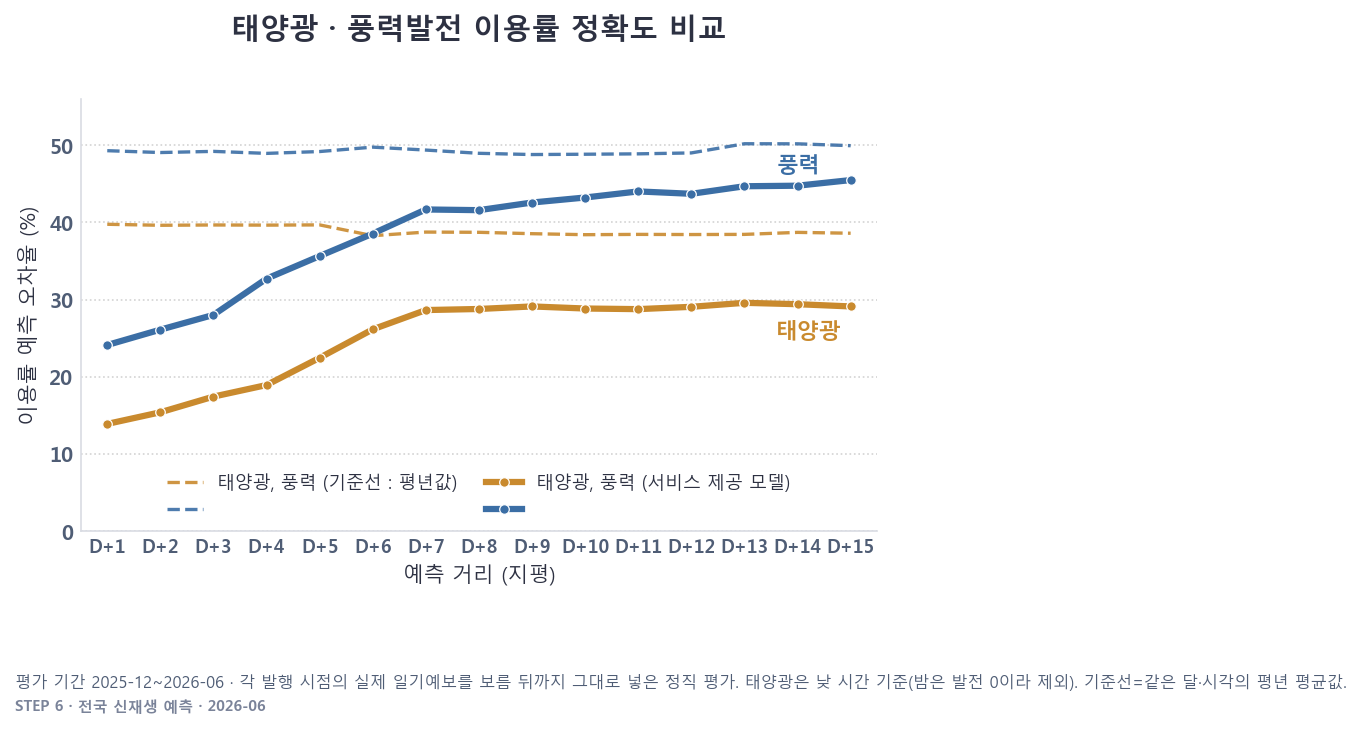 태양광 · 풍력발전 이용률 정확도 비교
이용률 예측 오차율 (%)
50
40
30
20
10
0
풍력
태양광
태양광, 풍력 (기준선 : 평년값)
태양광, 풍력 (서비스 제공 모델)
D+1 D+2 D+3 D+4 D+5 D+6 D+7 D+8 D+9 D+10 D+11 D+12 D+13 D+14 D+15
예측 거리 (지평)
평가 기간 2025-12~2026-06 · 각 발행 시점의 실제 일기예보를 보름 뒤까지 그대로 넣은 정직 평가. 태양광은 낮 시간 기준(밤은 발전 0이라 제외). 기준선=같은 달·시각의 평년 평균값.
STEP 6 · 전국 신재생 예측 · 2026-06